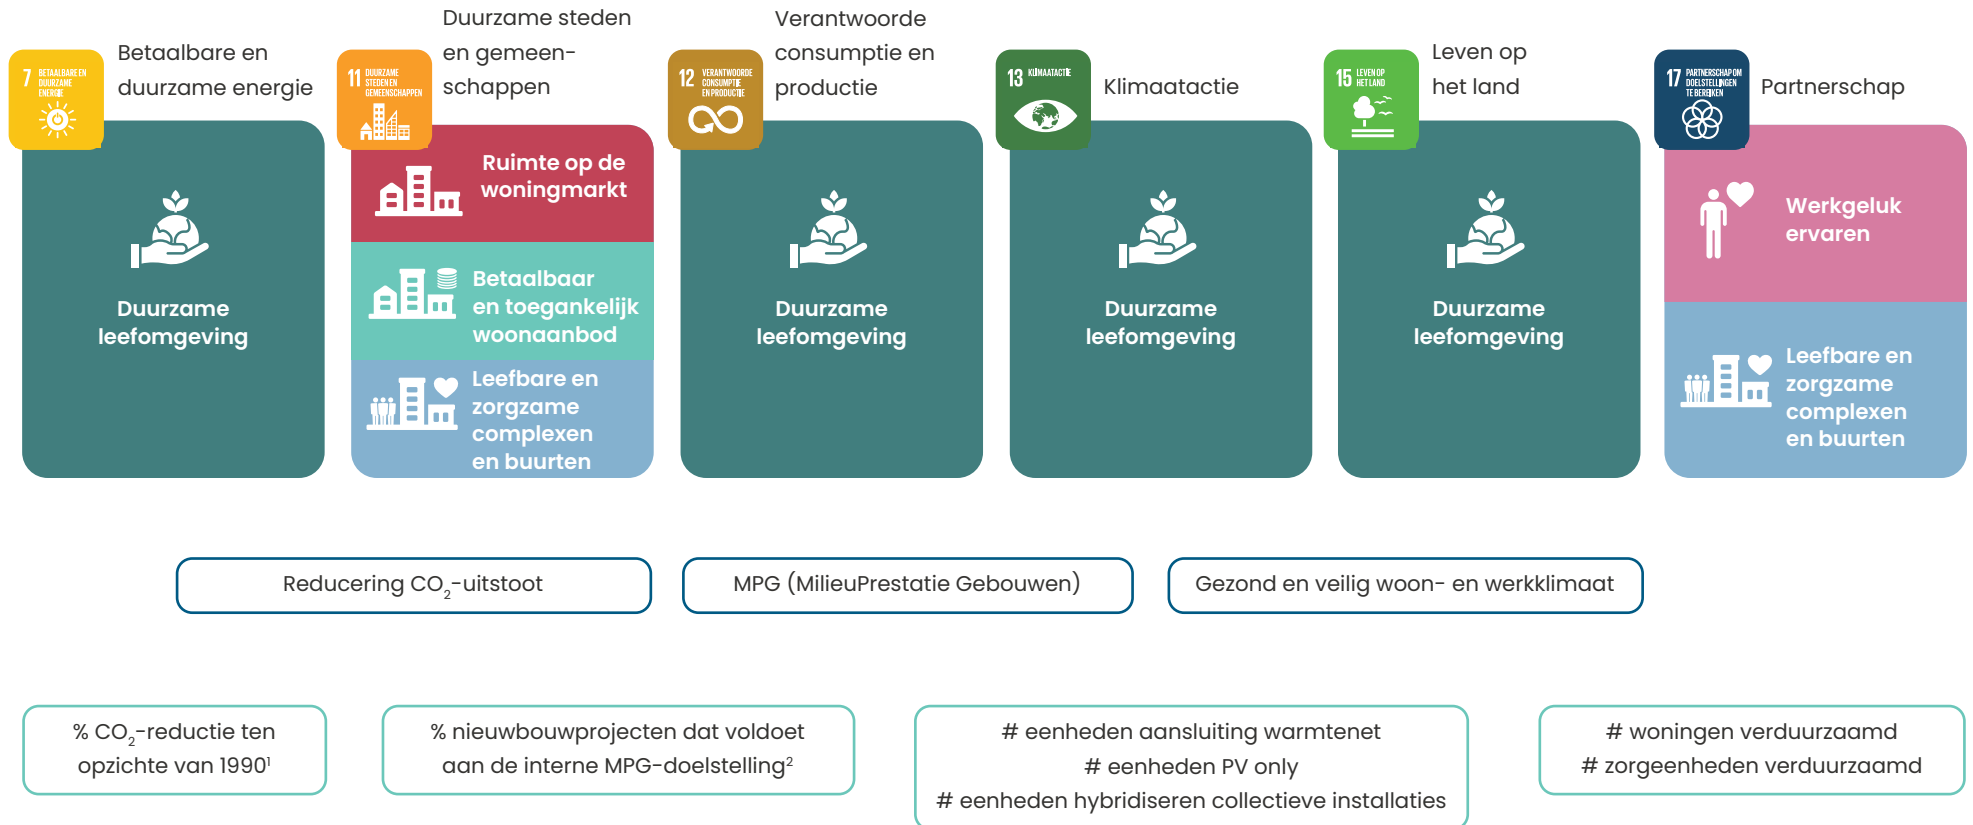 7 BETAALBARE EN
DUURZAME
ENERGIE
Betaalbare en
duurzame energie
Duurzame
leefomgeving
11 DUURZAME
STEDEN EN
GEMEENSCHAPPEN
Duurzame steden
en gemeen-
schappen
Ruimte op de
woningmarkt
Betaalbaar
en toegankelijk
woonaanbod
Leefbare en
zorgzame
complexen
en buurten
12 VERANTWOORDE
CONSUMPTIE
EN PRODUCTIE
Verantwoorde
consumptie en
productie
Duurzame
leefomgeving
13 KLIMAATACTIE
Klimaatactie
Duurzame
leefomgeving
15 LEVEN OP
HET LAND
Leven op
het land
Duurzame
leefomgeving
17 PARTNERSCHAP OM
DOELSTELLINGEN
TE BEREIKEN
Partnerschap
Werkgeluk
ervaren
Leefbare en
zorgzame
complexen
en buurten
Reducering CO₂-uitstoot
MPG (MilieuPrestatie Gebouwen)
Gezond en veilig woon- en werkklimaat
% CO₂-reductie ten
opzichte van 1990¹
% nieuwbouwprojecten dat voldoet
aan de interne MPG-doelstelling²
# eenheden aansluiting warmtenet
# eenheden PV only
# eenheden hybridiseren collectieve installaties
# woningen verduurzaamd
# zorgeenheden verduurzaamd